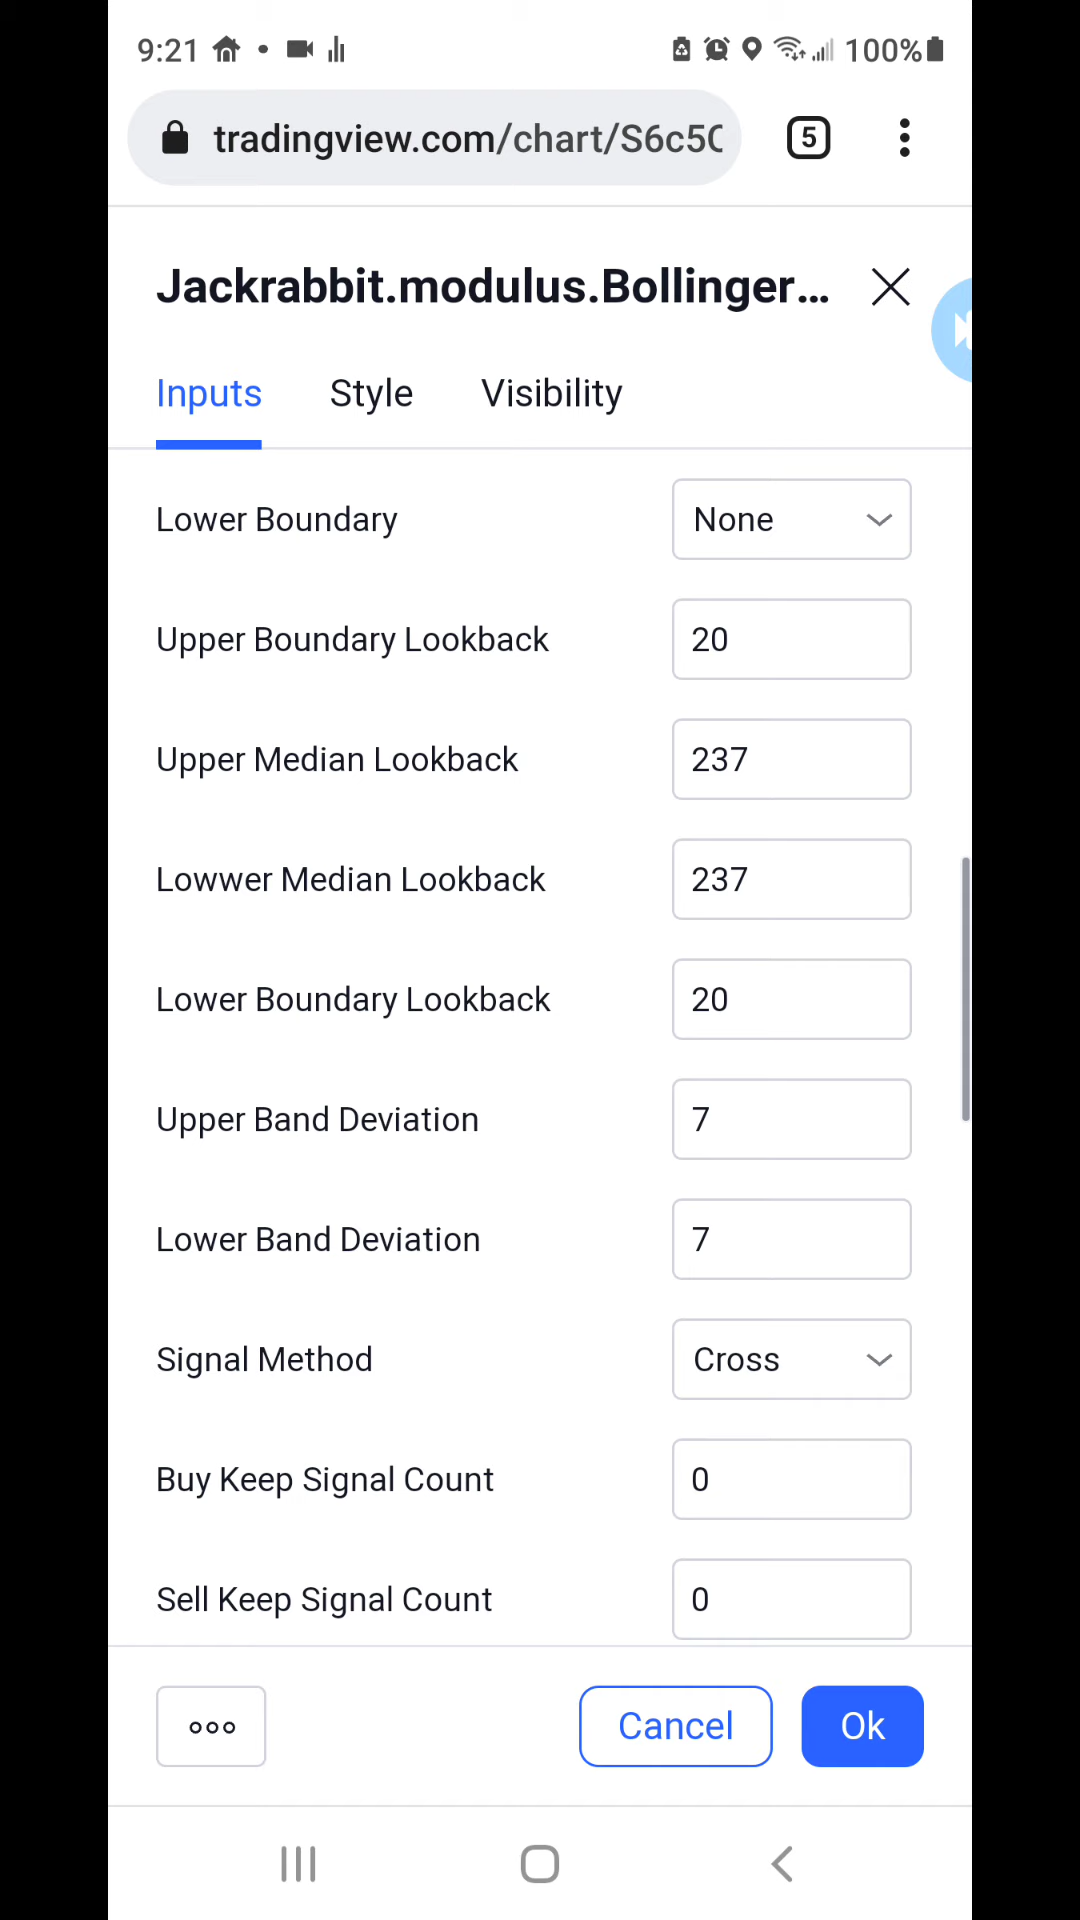 9:21
100%
tradingview.com/chart/S6c5C
5
Jackrabbit.modulus.Bollinger...
Inputs Style Visibility
Lower Boundary None
Upper Boundary Lookback 20
Upper Median Lookback 237
Lowwer Median Lookback 237
Lower Boundary Lookback 20
Upper Band Deviation 7
Lower Band Deviation 7
Signal Method Cross
Buy Keep Signal Count 0
Sell Keep Signal Count 0
Cancel Ok